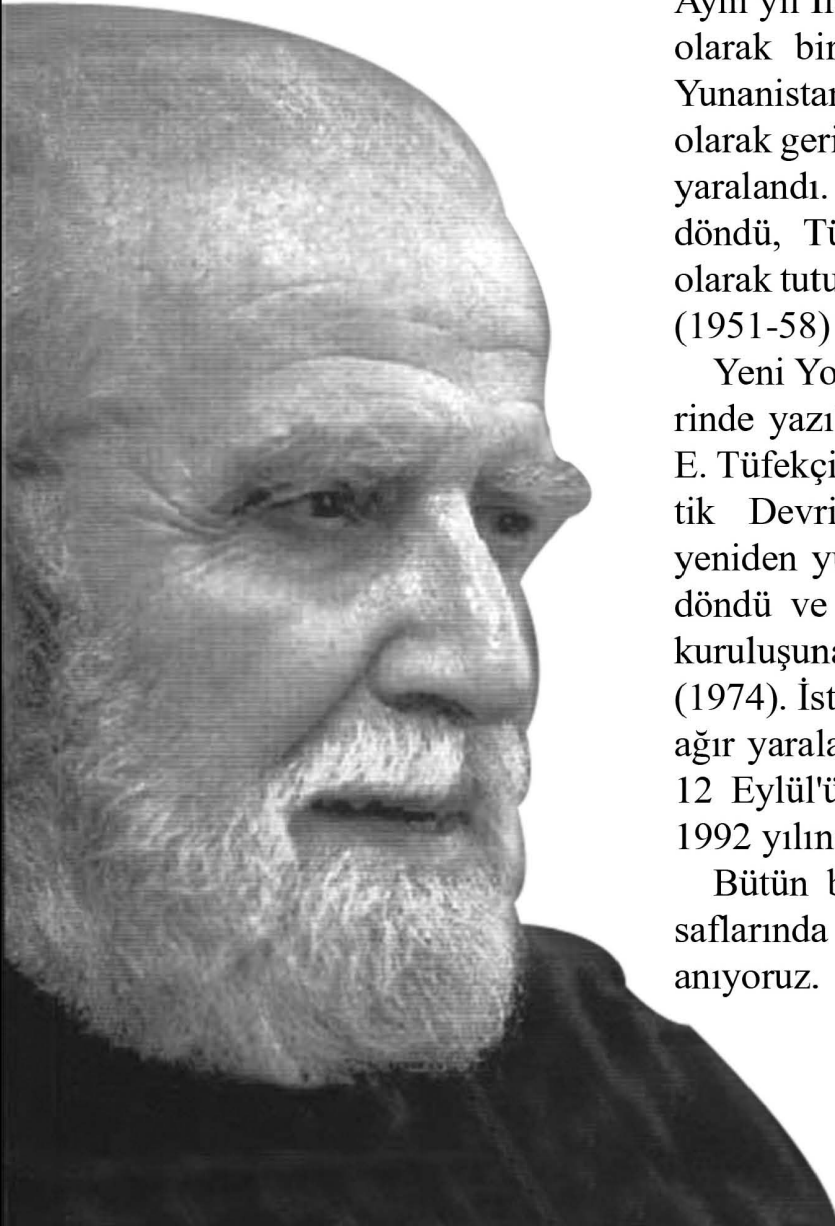 Aynı yıl
olarak bir
Yunanistan
olarak geri
yaralandı.
döndü, Tü
olarak tutu
(1951-58)
Yeni Yo
rinde yazı
E. Tüfekçi
tik Devri
yeniden yu
döndü ve
kuruluşuna
(1974). İst
ağır yarala
12 Eylül'ü
1992 yılın
Bütün b
saflarında
anıyoruz.